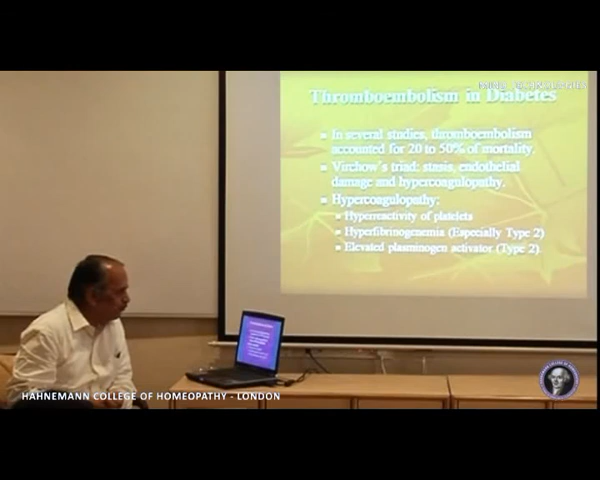 Thromboembolism in Diabetes
In several studies, thromboembolism
accounted for 20 to 50% of mortality.
Virchow's triad: stasis, endothelial
damage and hypercoagulopathy.
Hypercoagulopathy:
Hyperreactivity of platelets
Hyperfibrinogenemia (Especially Type 2)
Elevated plasminogen activator (Type 2).
HAHNEMANN COLLEGE OF HOMEOPATHY - LONDON